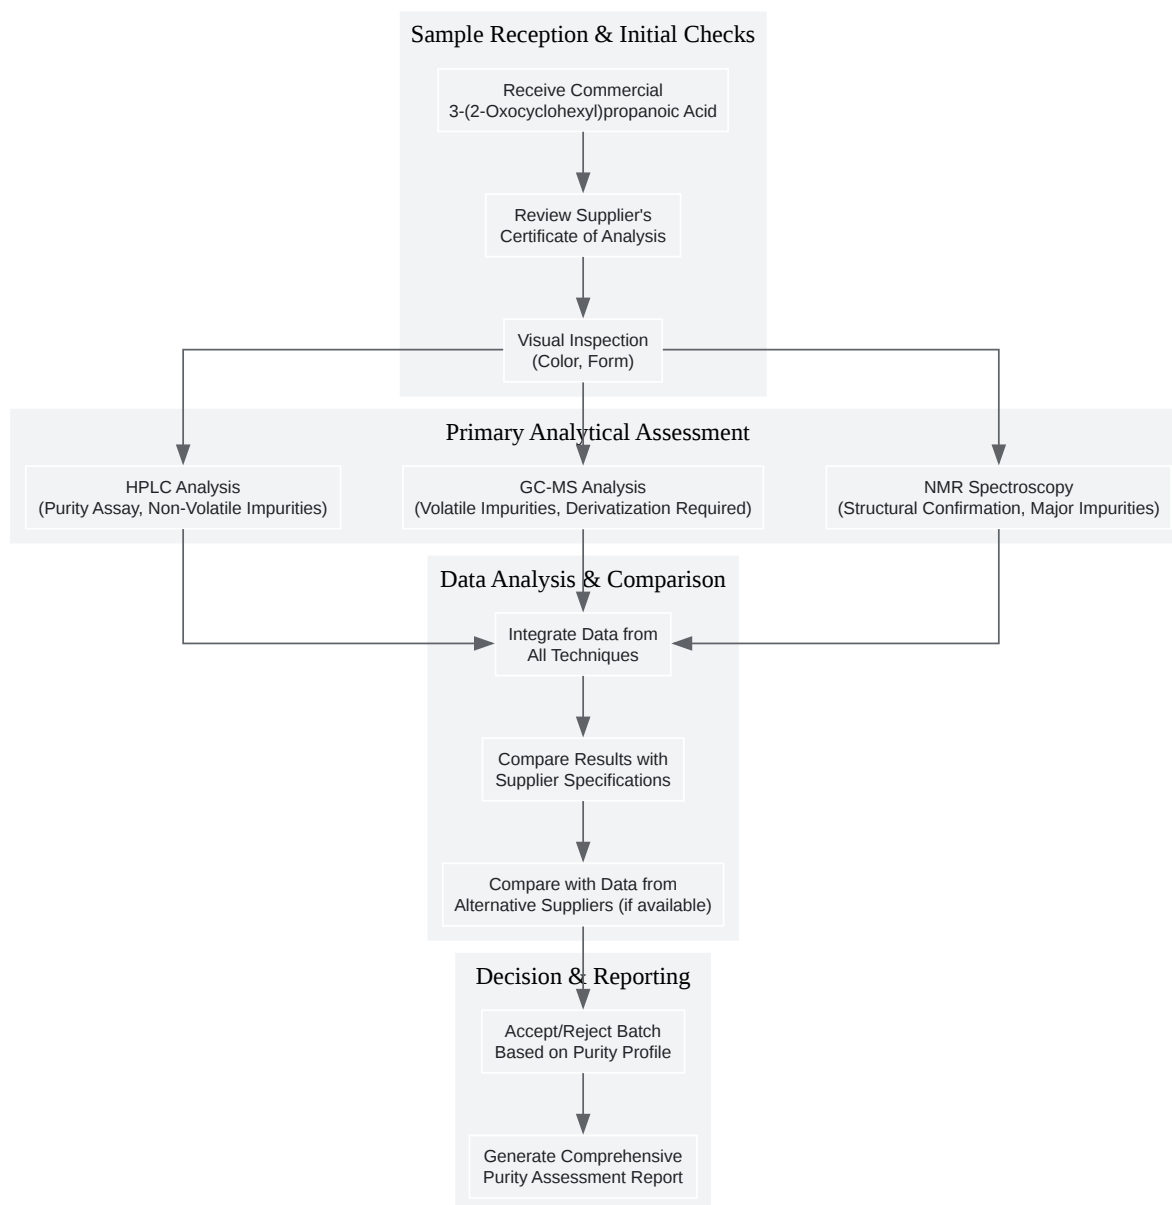 Sample Reception & Initial Checks
Receive Commercial
3-(2-Oxocyclohexyl)propanoic Acid
Review Supplier's
Certificate of Analysis
Visual Inspection
(Color, Form)
Primary Analytical Assessment
HPLC Analysis
(Purity Assay, Non-Volatile Impurities)
GC-MS Analysis
(Volatile Impurities, Derivatization Required)
NMR Spectroscopy
(Structural Confirmation, Major Impurities)
Data Analysis & Comparison
Integrate Data from
All Techniques
Compare Results with
Supplier Specifications
Compare with Data from
Alternative Suppliers (if available)
Decision & Reporting
Accept/Reject Batch
Based on Purity Profile
Generate Comprehensive
Purity Assessment Report